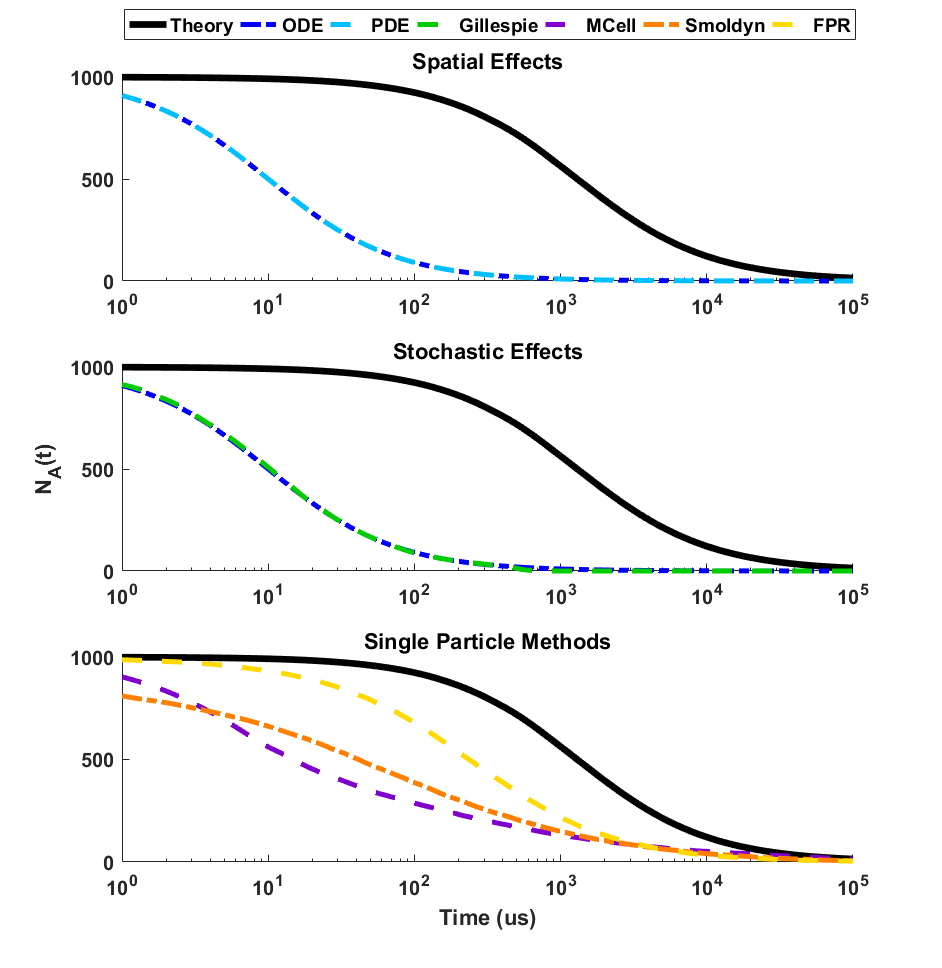 Theory ODE PDE Gillespie MCell Smoldyn FPR
Spatial Effects
1000
500
0
10^0 10^1 10^2 10^3 10^4 10^5
Stochastic Effects
1000
500
0
10^0 10^1 10^2 10^3 10^4 10^5
N_A(t)
Single Particle Methods
1000
500
0
10^0 10^1 10^2 10^3 10^4 10^5
Time (us)